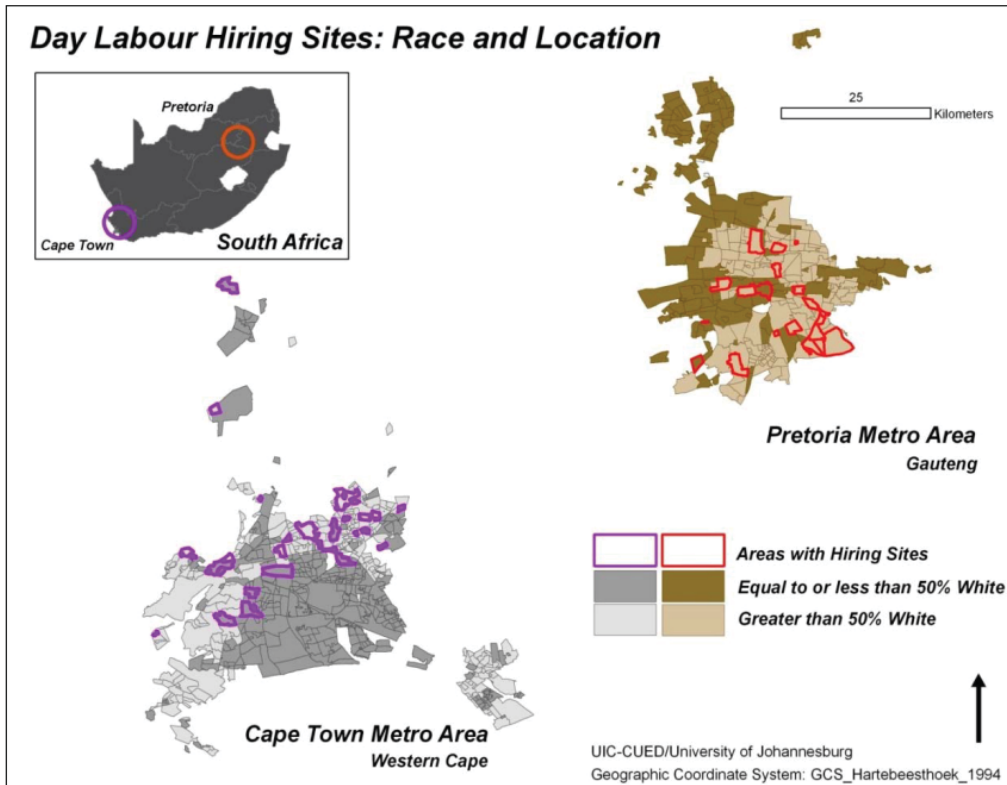 Day Labour Hiring Sites: Race and Location
Pretoria
Cape Town
South Africa
25
Kilometers
Pretoria Metro Area
Gauteng
Areas with Hiring Sites
Equal to or less than 50% White
Greater than 50% White
Cape Town Metro Area
Western Cape
UIC-CUED/University of Johannesburg
Geographic Coordinate System: GCS_Hartebeesthoek_1994